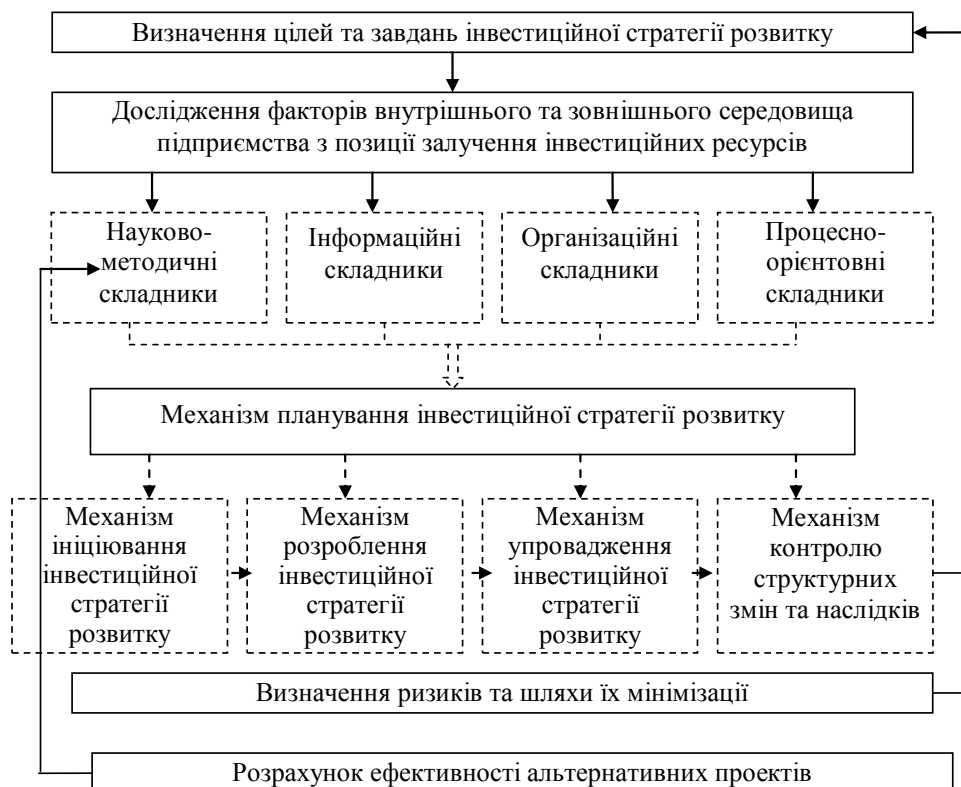 Визначення цілей та завдань інвестиційної стратегії розвитку
Дослідження факторів внутрішнього та зовнішнього середовища
підприємства з позиції залучення інвестиційних ресурсів
Науково-
методичні
складники
Інформаційні
складники
Організаційні
складники
Процесно-
орієнтовні
складники
Механізм планування інвестиційної стратегії розвитку
Механізм
ініціювання
інвестиційної
стратегії
розвитку
Механізм
розроблення
інвестиційної
стратегії
розвитку
Механізм
упровадження
інвестиційної
стратегії
розвитку
Механізм
контролю
структурних
змін та наслідків
Визначення ризиків та шляхи їх мінімізації
Розрахунок ефективності альтернативних проектів